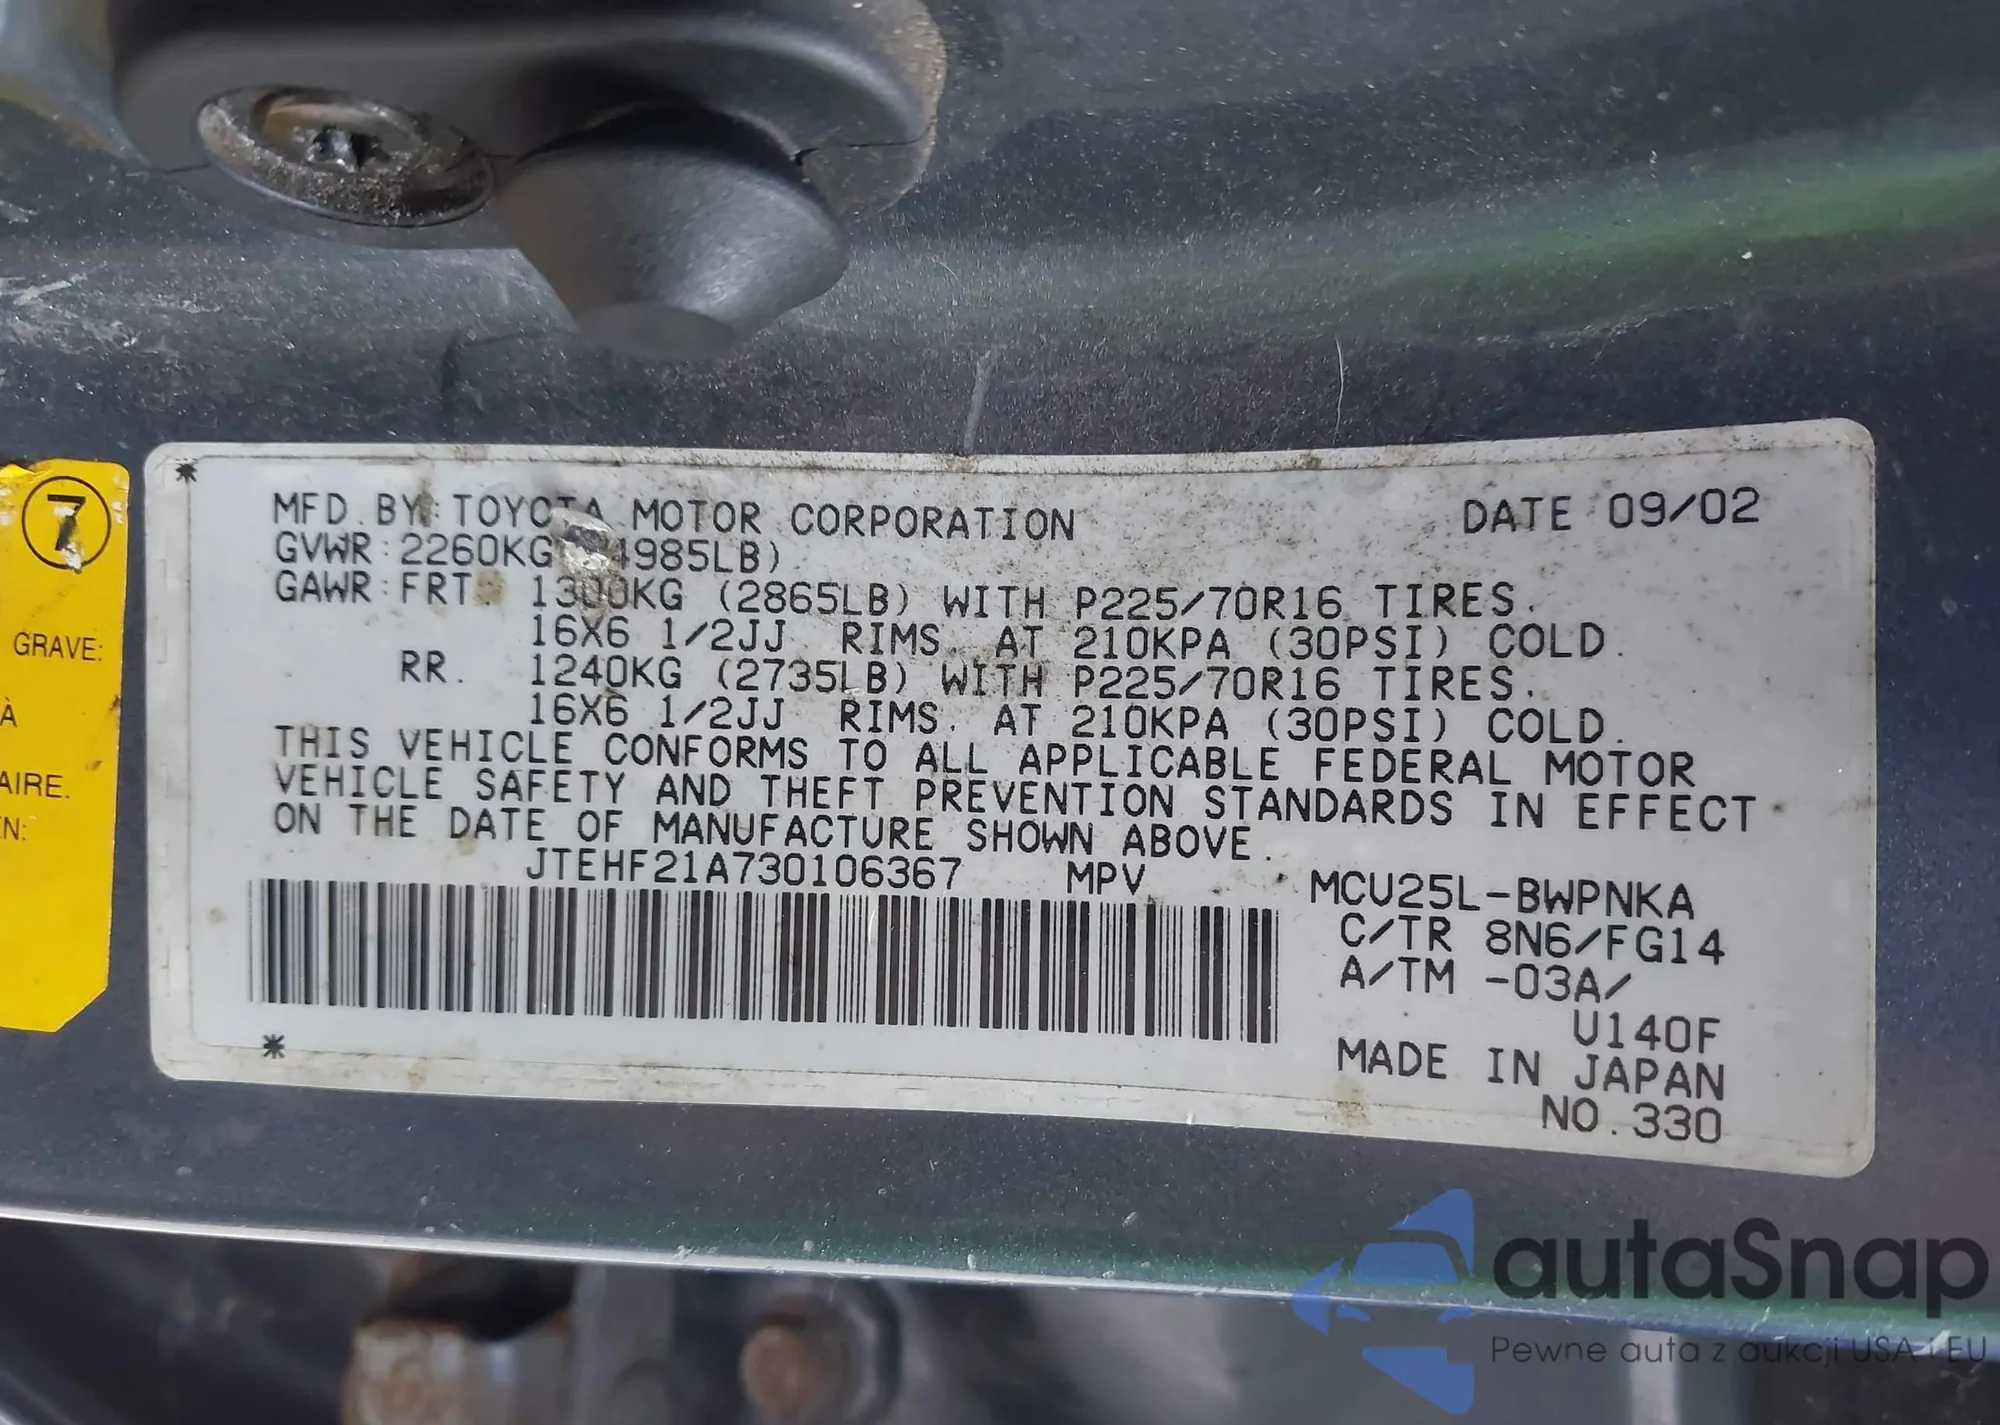 7
GRAVE:
À
AIRE.
EN:
MFD. BY: TOYOTA MOTOR CORPORATION DATE 09/02
GVWR: 2260KG (4985LB)
GAWR: FRT. 1300KG (2865LB) WITH P225/70R16 TIRES.
16X6 1/2JJ RIMS. AT 210KPA (30PSI) COLD.
RR. 1240KG (2735LB) WITH P225/70R16 TIRES.
16X6 1/2JJ RIMS. AT 210KPA (30PSI) COLD.
THIS VEHICLE CONFORMS TO ALL APPLICABLE FEDERAL MOTOR
VEHICLE SAFETY AND THEFT PREVENTION STANDARDS IN EFFECT
ON THE DATE OF MANUFACTURE SHOWN ABOVE.
JTEHF21A730106367 MPV MCU25L-BWPNKA
C/TR 8N6/FG14
A/TM -03A/
U140F
MADE IN JAPAN
NO.330
autaSnap
Pewne auta z aukcji USA i EU